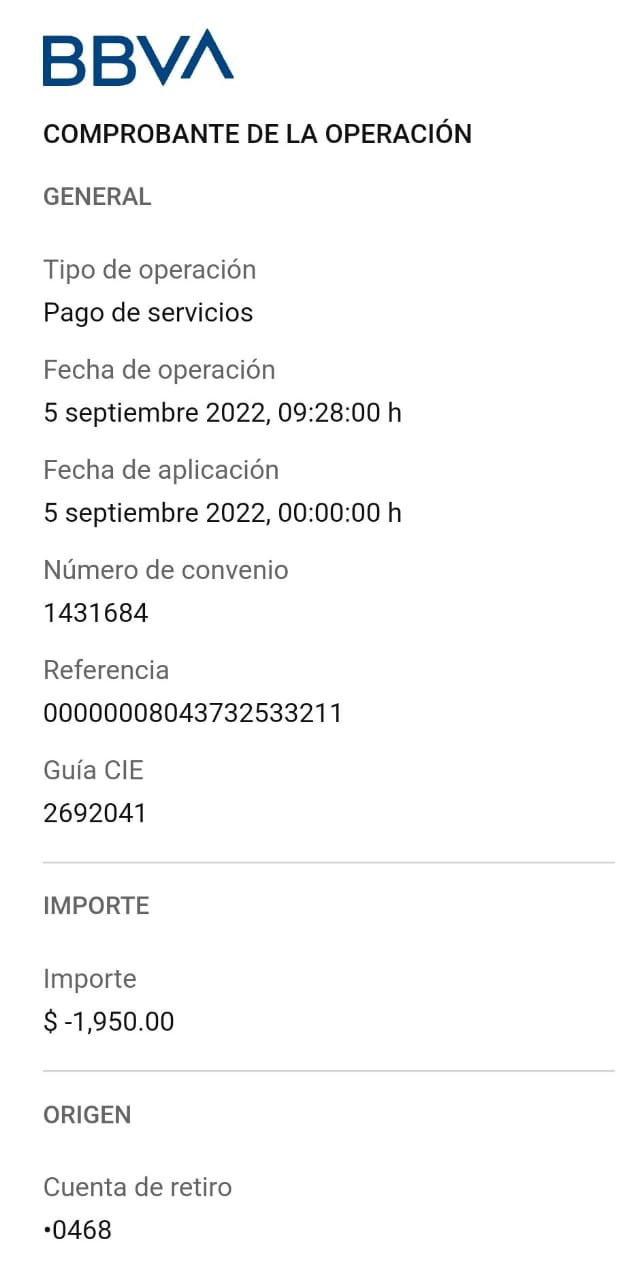 BBVA
COMPROBANTE DE LA OPERACIÓN
GENERAL
Tipo de operación
Pago de servicios
Fecha de operación
5 septiembre 2022, 09:28:00 h
Fecha de aplicación
5 septiembre 2022, 00:00:00 h
Número de convenio
1431684
Referencia
00000008043732533211
Guía CIE
2692041
IMPORTE
Importe
$ -1,950.00
ORIGEN
Cuenta de retiro
•0468